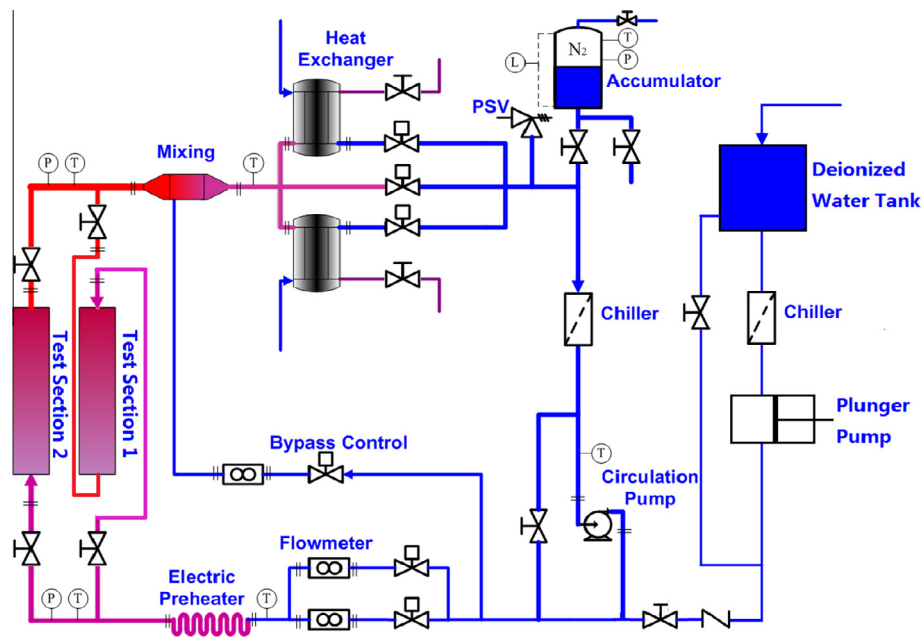 Heat
Exchanger
N₂
T
P
L
Accumulator
PSV
Mixing
P
T
T
Deionized
Water Tank
Chiller
Chiller
Test Section 2
Test Section 1
Plunger
Pump
Bypass Control
T
Circulation
Pump
Flowmeter
Electric
Preheater
P
T
T